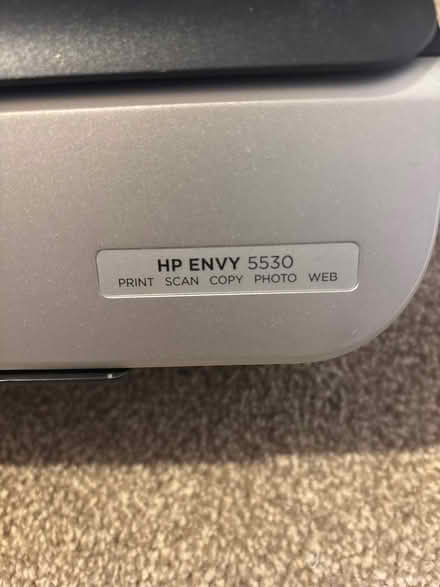 HP ENVY 5530
PRINT SCAN COPY PHOTO WEB